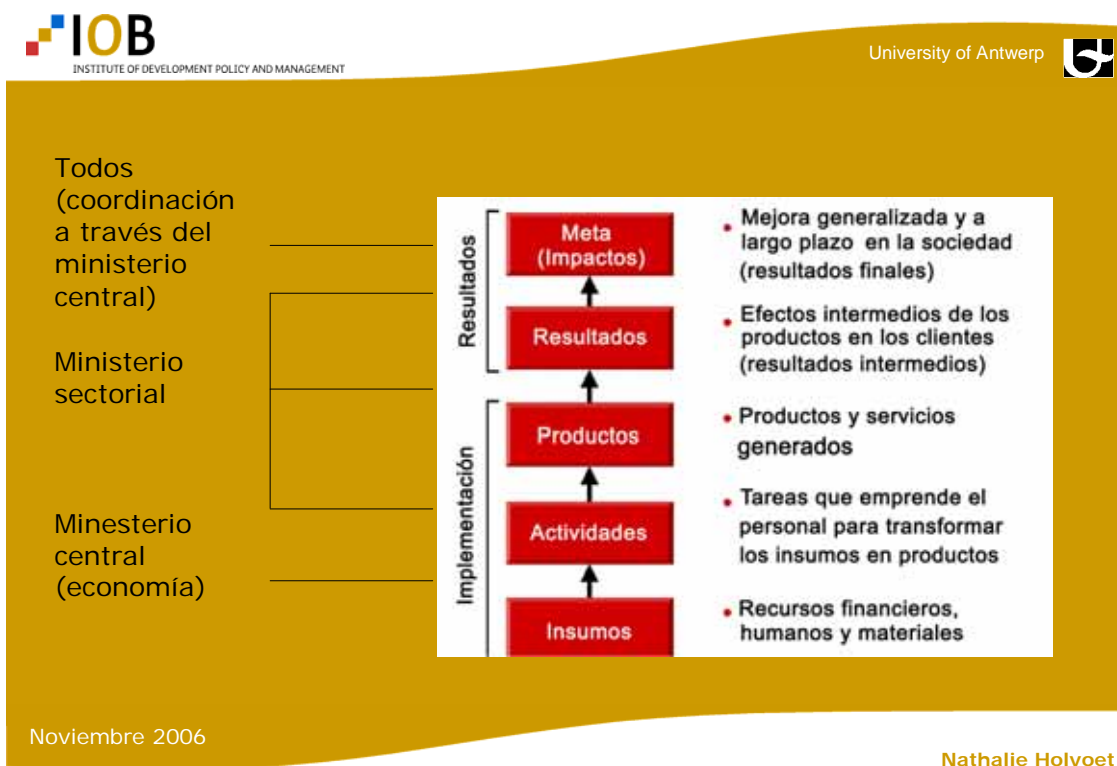 IOB
INSTITUTE OF DEVELOPMENT POLICY AND MANAGEMENT
University of Antwerp
Todos
(coordinación
a través del
ministerio
central)
Ministerio
sectorial
Minesterio
central
(economía)
Resultados
Meta
(Impactos)
Resultados
Implementación
Productos
Actividades
Insumos
• Mejora generalizada y a
largo plazo en la sociedad
(resultados finales)
• Efectos intermedios de los
productos en los clientes
(resultados intermedios)
• Productos y servicios
generados
• Tareas que emprende el
personal para transformar
los insumos en productos
• Recursos financieros,
humanos y materiales
Noviembre 2006
Nathalie Holvoet